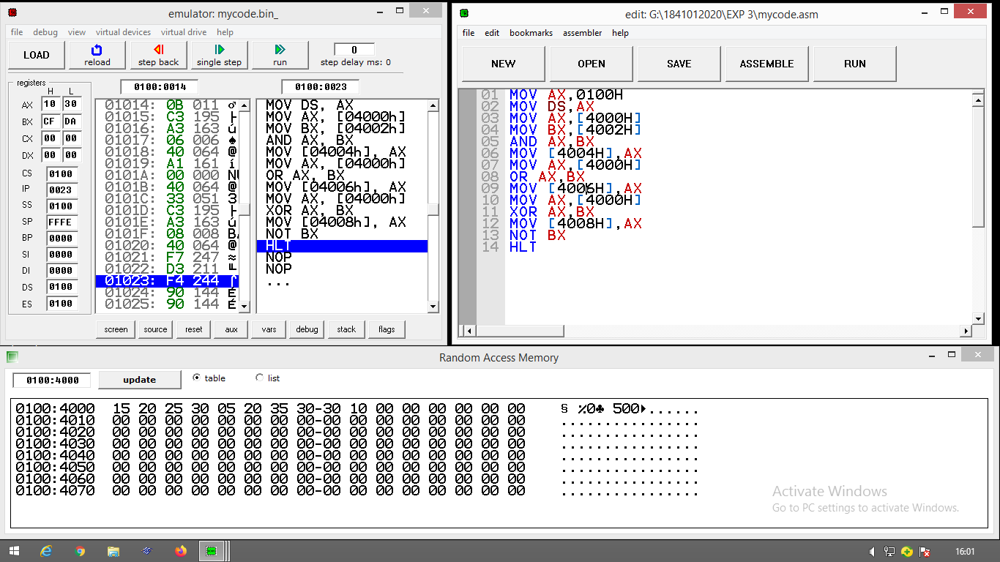 emulator: mycode.bin_
file debug view virtual devices virtual drive help
LOAD reload step back single step run 0 step delay ms: 0
registers
H L
AX 10 30
BX CF DA
CX 00 00
DX 00 00
CS 0100
IP 0023
SS 0100
SP FFFE
BP 0000
SI 0000
DI 0000
DS 0100
ES 0100
0100:0014
01014: 0B 011 ♂
01015: C3 195 ├
01016: A3 163 ú
01017: 06 006 ♠
01018: 40 064 @
01019: A1 161 í
0101A: 00 000 NU
0101B: 40 064 @
0101C: 33 051 3
0101D: C3 195 ├
0101E: A3 163 ú
0101F: 08 008 BA
01020: 40 064 @
01021: F7 247 ≈
01022: D3 211 ╙
01023: F4 244 ⌠
01024: 90 144 É
01025: 90 144 É
0100:0023
MOV DS, AX
MOV AX, [04000h]
MOV BX, [04002h]
AND AX, BX
MOV [04004h], AX
MOV AX, [04000h]
OR AX, BX
MOV [04006h], AX
MOV AX, [04000h]
XOR AX, BX
MOV [04008h], AX
NOT BX
HLT
NOP
NOP
...
screen source reset aux vars debug stack flags
edit: G:\1841012020\EXP 3\mycode.asm
file edit bookmarks assembler help
NEW OPEN SAVE ASSEMBLE RUN
01 MOV AX,0100H
02 MOV DS,AX
03 MOV AX,[4000H]
04 MOV BX,[4002H]
05 AND AX,BX
06 MOV [4004H],AX
07 MOV AX,[4000H]
08 OR AX,BX
09 MOV [4006H],AX
10 MOV AX,[4000H]
11 XOR AX,BX
12 MOV [4008H],AX
13 NOT BX
14 HLT
Random Access Memory
0100:4000 update table list
0100:4000 15 20 25 30 05 20 35 30-30 10 00 00 00 00 00 00 § %0♣ 500►......
0100:4010 00 00 00 00 00 00 00 00-00 00 00 00 00 00 00 00 ................
0100:4020 00 00 00 00 00 00 00 00-00 00 00 00 00 00 00 00 ................
0100:4030 00 00 00 00 00 00 00 00-00 00 00 00 00 00 00 00 ................
0100:4040 00 00 00 00 00 00 00 00-00 00 00 00 00 00 00 00 ................
0100:4050 00 00 00 00 00 00 00 00-00 00 00 00 00 00 00 00 ................
0100:4060 00 00 00 00 00 00 00 00-00 00 00 00 00 00 00 00 ................
0100:4070 00 00 00 00 00 00 00 00-00 00 00 00 00 00 00 00 ................
Activate Windows
Go to PC settings to activate Windows.
16:01